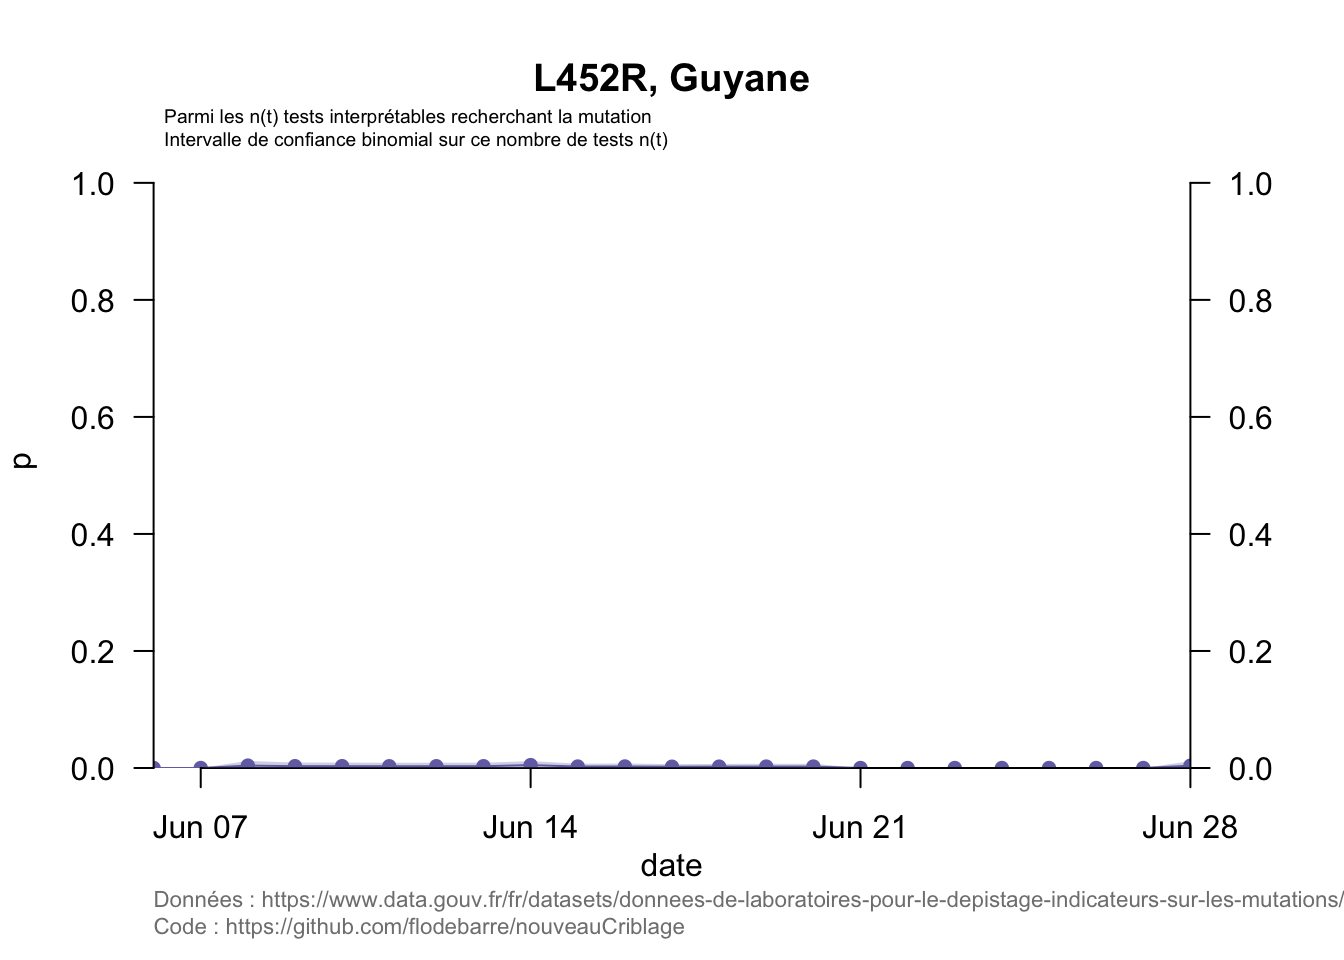 L452R, Guyane
Parmi les n(t) tests interprétables recherchant la mutation
Intervalle de confiance binomial sur ce nombre de tests n(t)
1.0 1.0
0.8 0.8
0.6 0.6
p
0.4 0.4
0.2 0.2
0.0 0.0
Jun 07 Jun 14 Jun 21 Jun 28
date
Données : https://www.data.gouv.fr/fr/datasets/donnees-de-laboratoires-pour-le-depistage-indicateurs-sur-les-mutations/
Code : https://github.com/flodebarre/nouveauCriblage